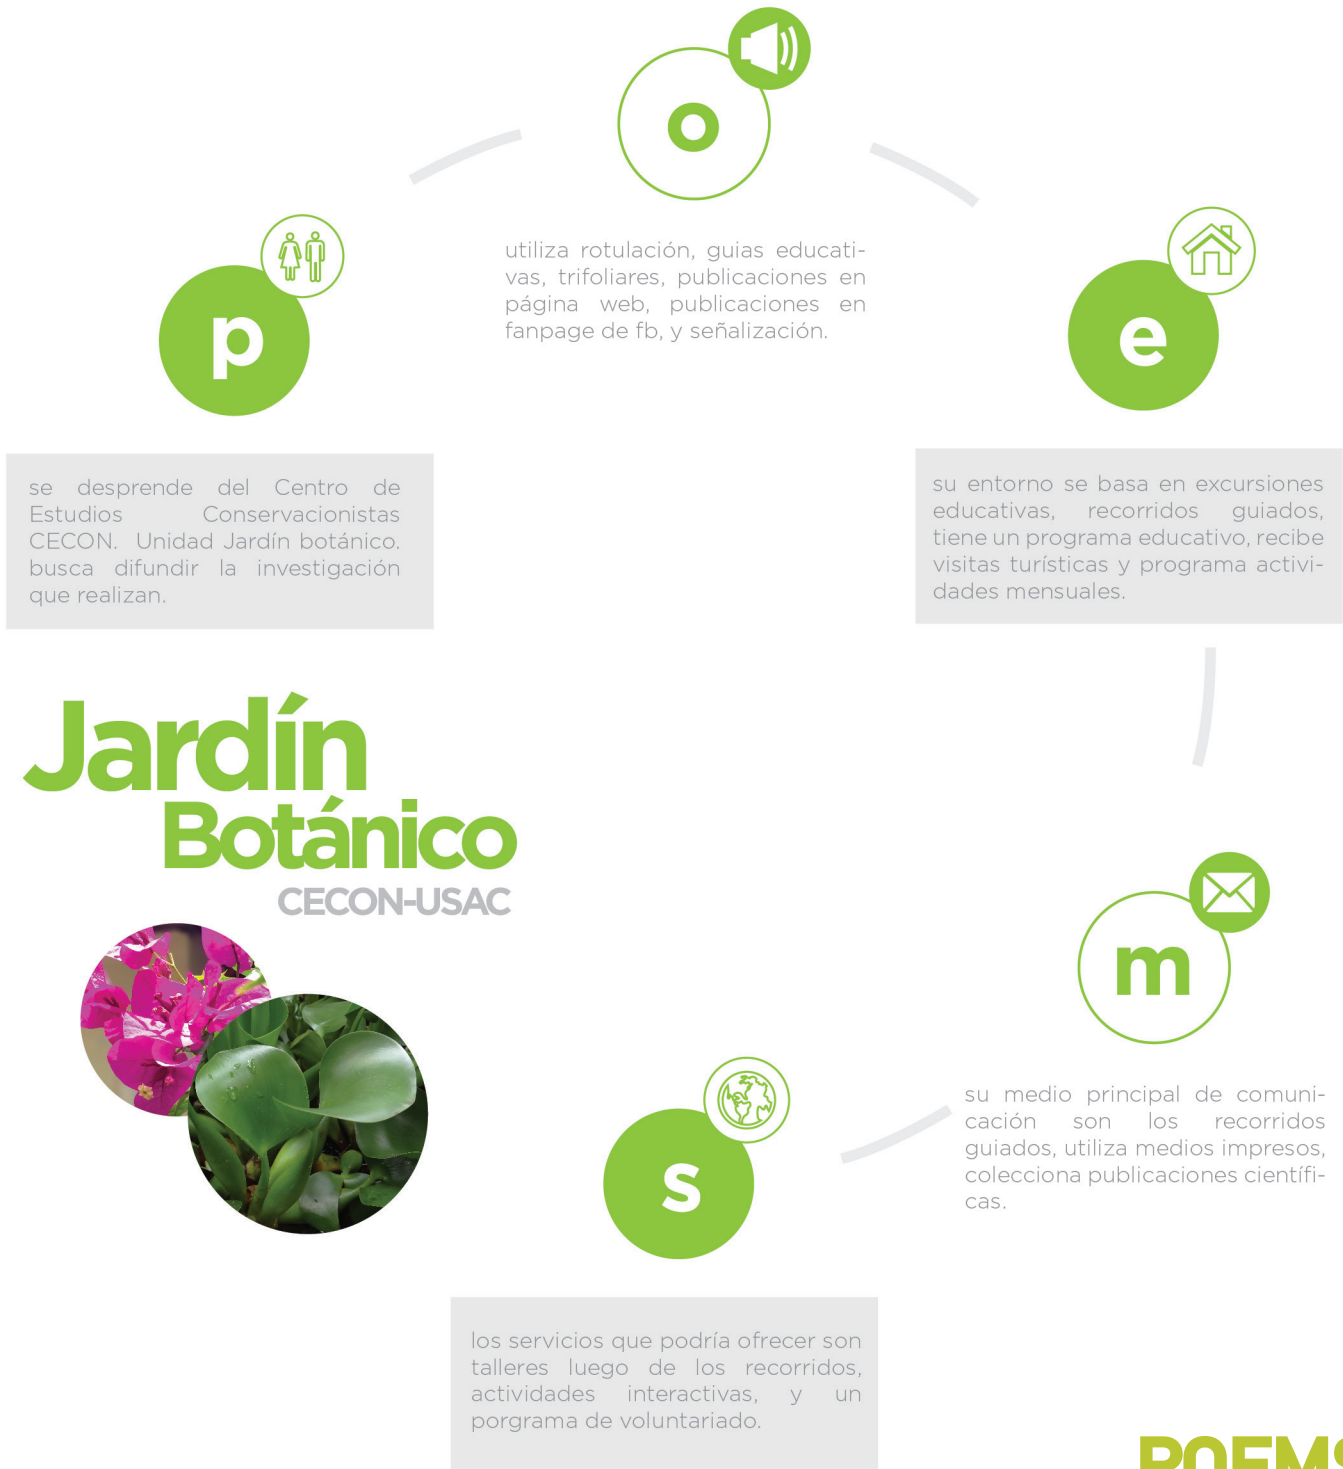 o
utiliza rotulación, guias educati-
vas, trifoliares, publicaciones en
página web, publicaciones en
fanpage de fb, y señalización.
p
se desprende del Centro de
Estudios Conservacionistas
CECON. Unidad Jardín botánico.
busca difundir la investigación
que realizan.
e
su entorno se basa en excursiones
educativas, recorridos guiados,
tiene un programa educativo, recibe
visitas turísticas y programa activi-
dades mensuales.
Jardín
Botánico
CECON-USAC
m
su medio principal de comuni-
cación son los recorridos
guiados, utiliza medios impresos,
colecciona publicaciones científi-
cas.
s
los servicios que podría ofrecer son
talleres luego de los recorridos,
actividades interactivas, y un
porgrama de voluntariado.
POEMS